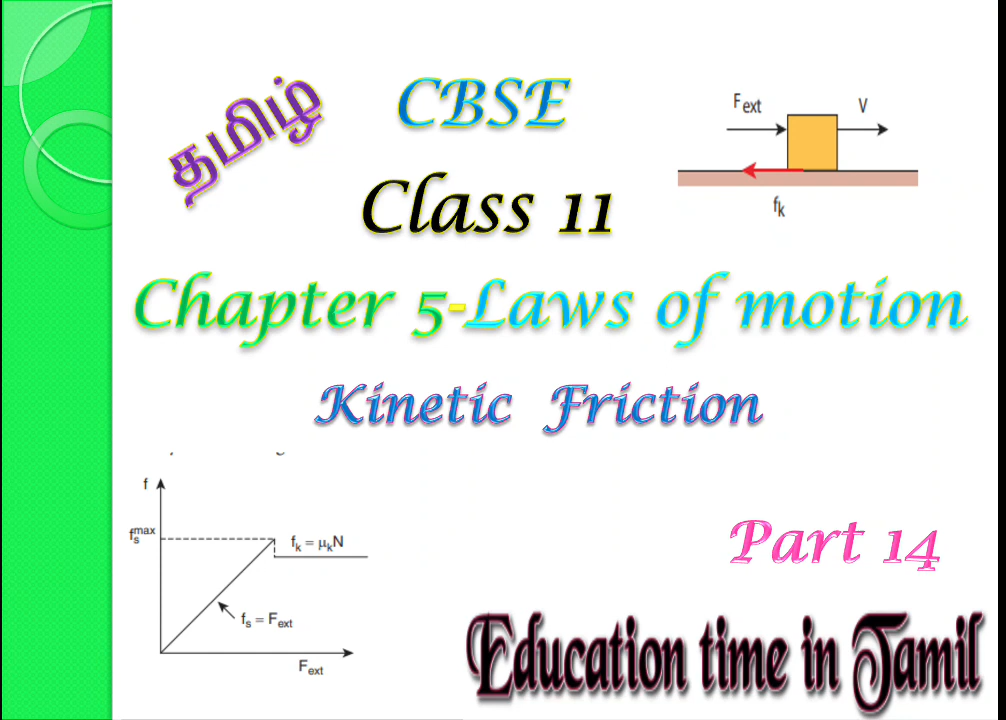 தமிழ்
CBSE
F ext
V
Class 11
fk
Chapter 5-Laws of motion
Kinetic Friction
f
fs max
fk = μkN
Part 14
fs = Fext
Fext
Education time in Tamil